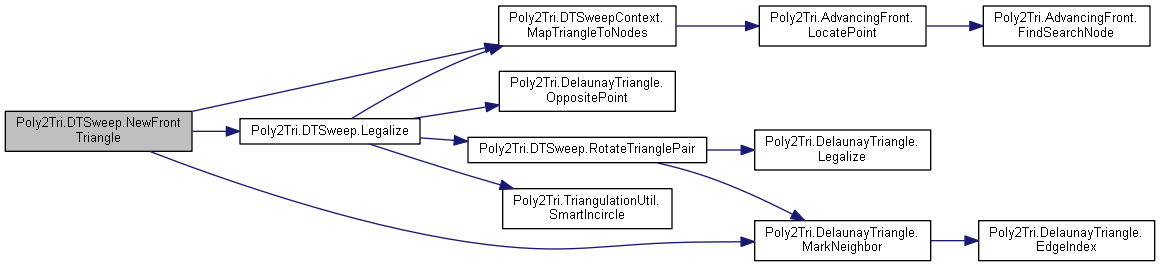 Poly2Tri.DTSweep.NewFront
Triangle
Poly2Tri.DTSweepContext.
MapTriangleToNodes
Poly2Tri.AdvancingFront.
LocatePoint
Poly2Tri.AdvancingFront.
FindSearchNode
Poly2Tri.DelaunayTriangle.
OppositePoint
Poly2Tri.DTSweep.Legalize
Poly2Tri.DTSweep.RotateTrianglePair
Poly2Tri.DelaunayTriangle.
Legalize
Poly2Tri.TriangulationUtil.
SmartIncircle
Poly2Tri.DelaunayTriangle.
MarkNeighbor
Poly2Tri.DelaunayTriangle.
EdgeIndex